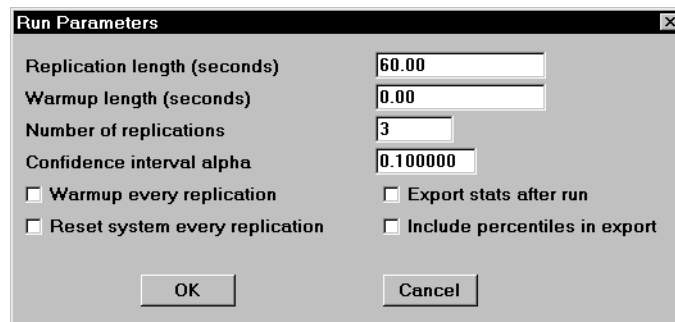 Run Parameters
Replication length (seconds) 60.00
Warmup length (seconds) 0.00
Number of replications 3
Confidence interval alpha 0.100000
Warmup every replication Export stats after run
Reset system every replication Include percentiles in export
OK Cancel